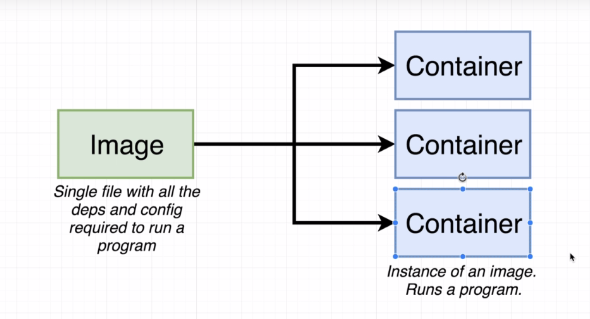 Image
Single file with all the
deps and config
required to run a
program
Container
Container
Container
Instance of an image.
Runs a program.